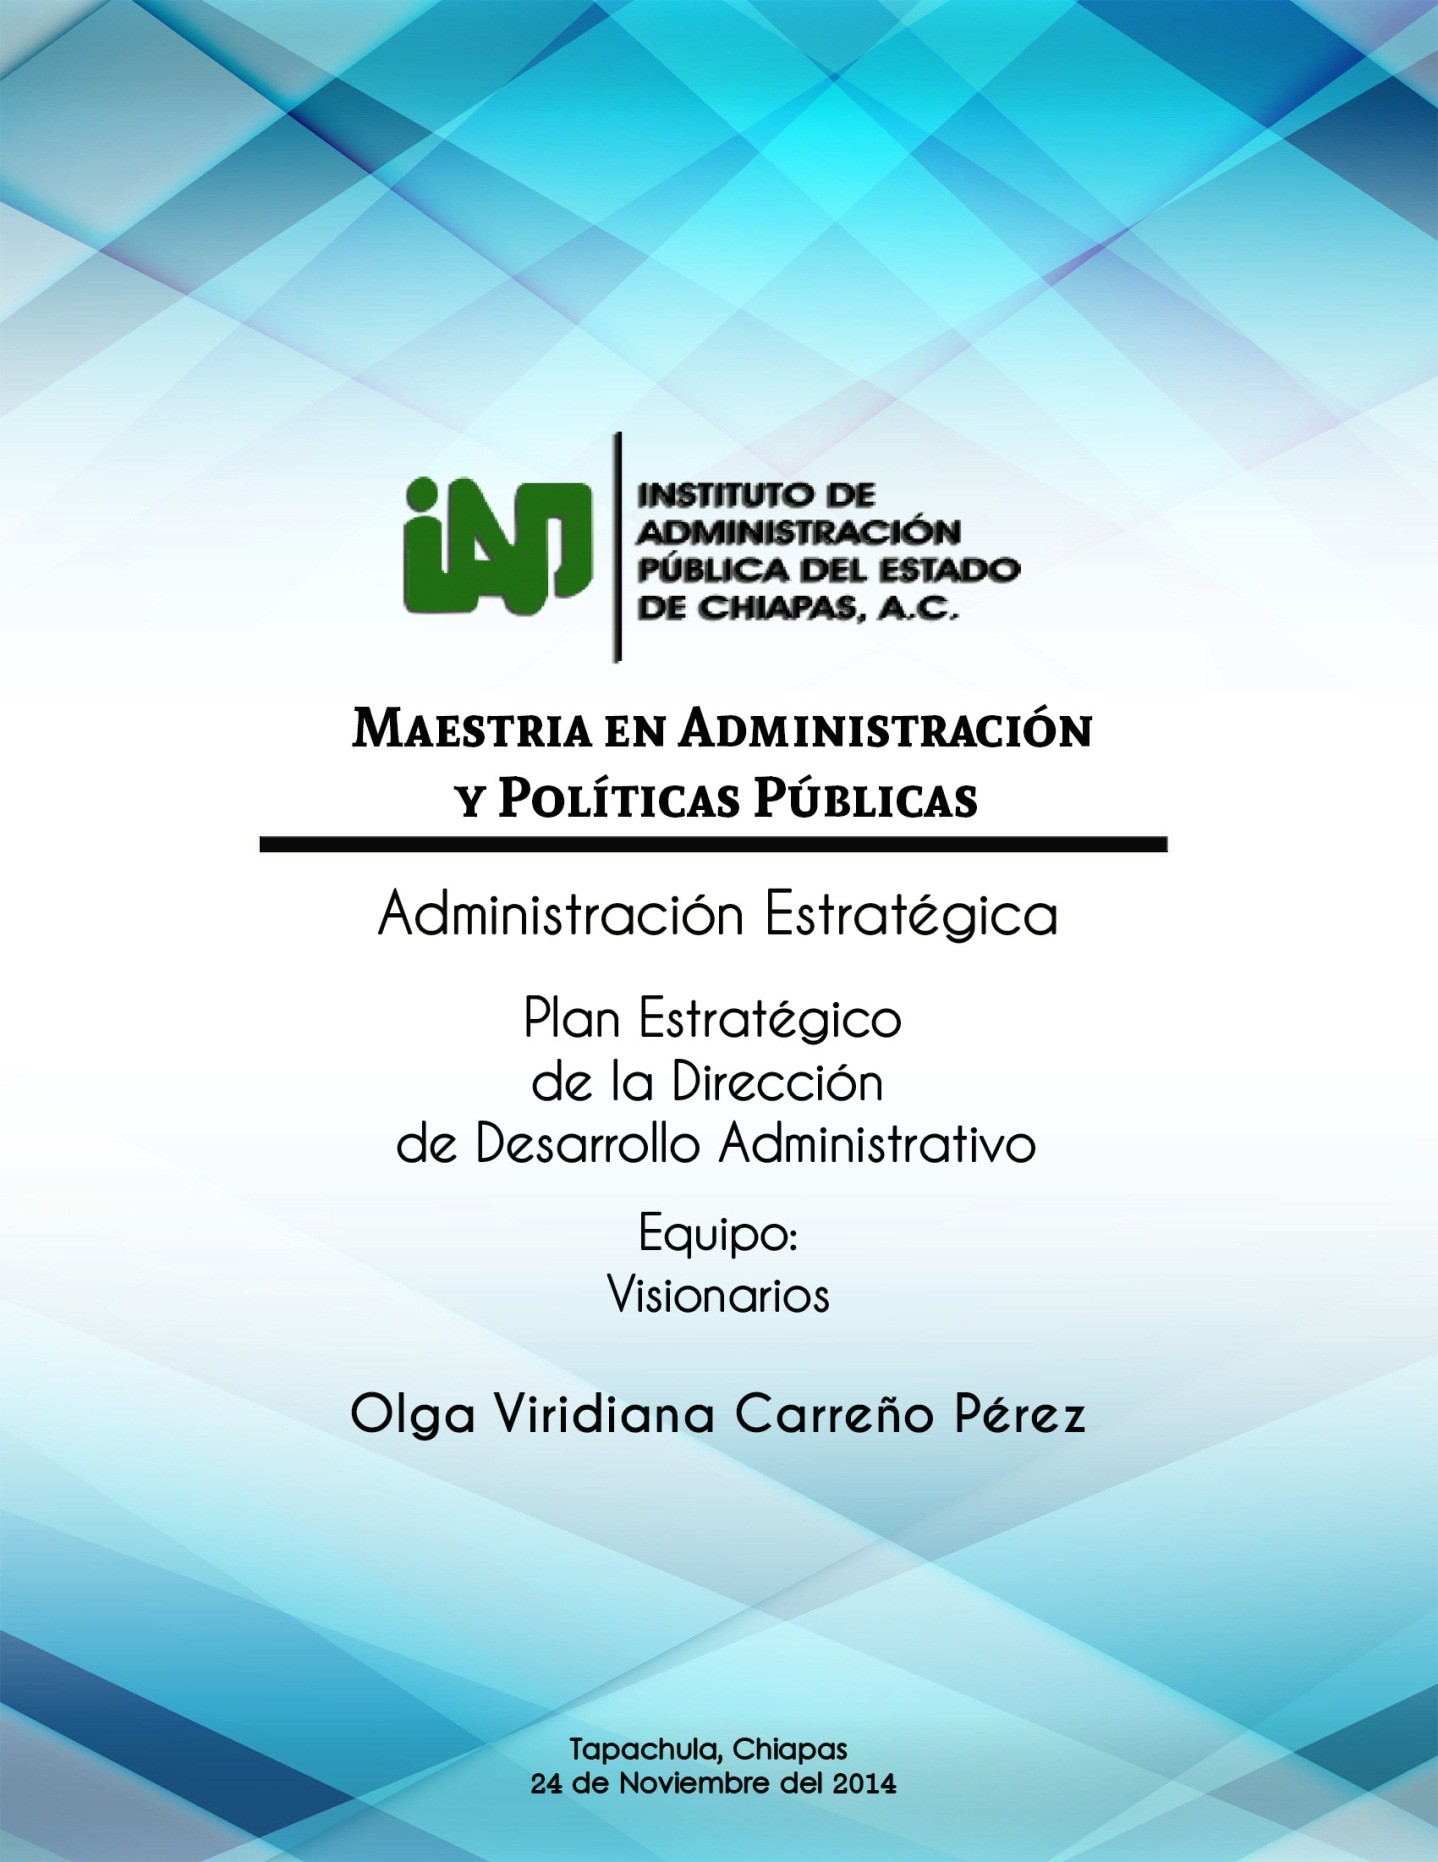 iAP
INSTITUTO DE
ADMINISTRACIÓN
PÚBLICA DEL ESTADO
DE CHIAPAS, A.C.
MAESTRIA EN ADMINISTRACIÓN
Y POLÍTICAS PÚBLICAS
Administración Estratégica
Plan Estratégico
de la Dirección
de Desarrollo Administrativo
Equipo:
Visionarios
Olga Viridiana Carreño Pérez
Tapachula, Chiapas
24 de Noviembre del 2014